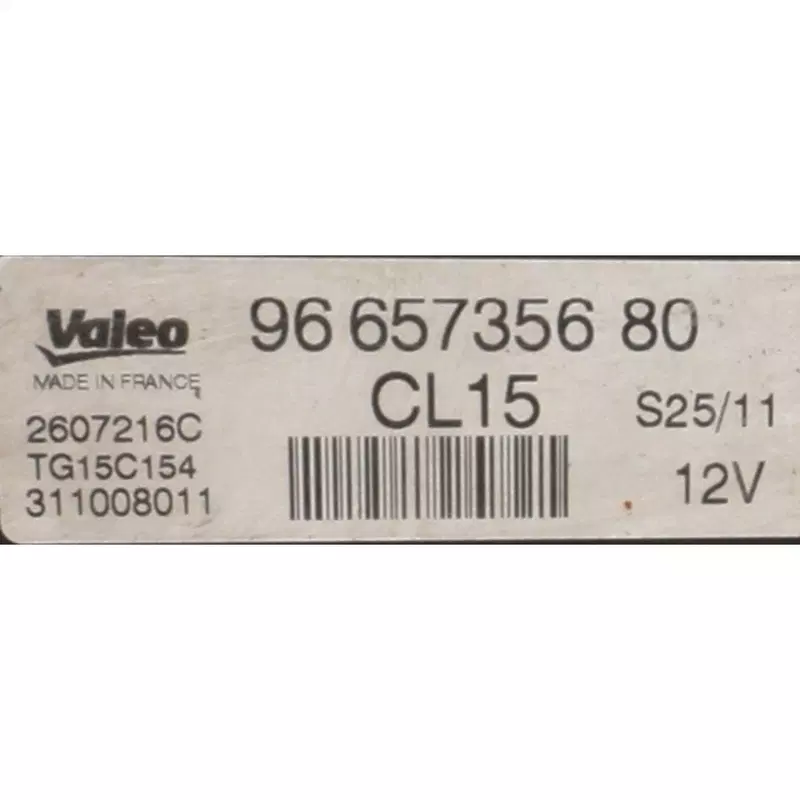 Valeo
MADE IN FRANCE
2607216C
TG15C154
311008011
96 657356 80
CL15
S25/11
12V